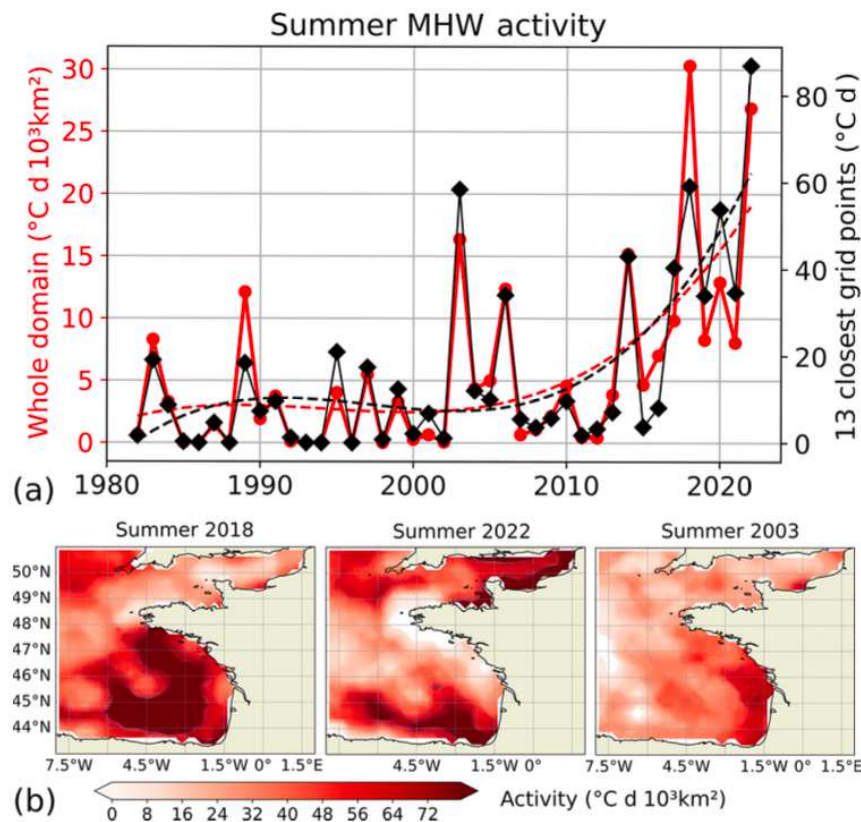 Summer MHW activity
Whole domain (°C d 10³km²)
30
25
20
15
10
5
0
80
60
40
20
0
13 closest grid points (°C d)
1980 1990 2000 2010 2020
(a)
Summer 2018 Summer 2022 Summer 2003
50°N
49°N
48°N
47°N
46°N
45°N
44°N
7.5°W 4.5°W 1.5°W 0° 1.5°E 4.5°W 1.5°W 0° 1.5°E 7.5°W 4.5°W 1.5°W 0° 1.5°E
(b)
0 8 16 24 32 48 56 64 72
Activity (°C d 10³km²)